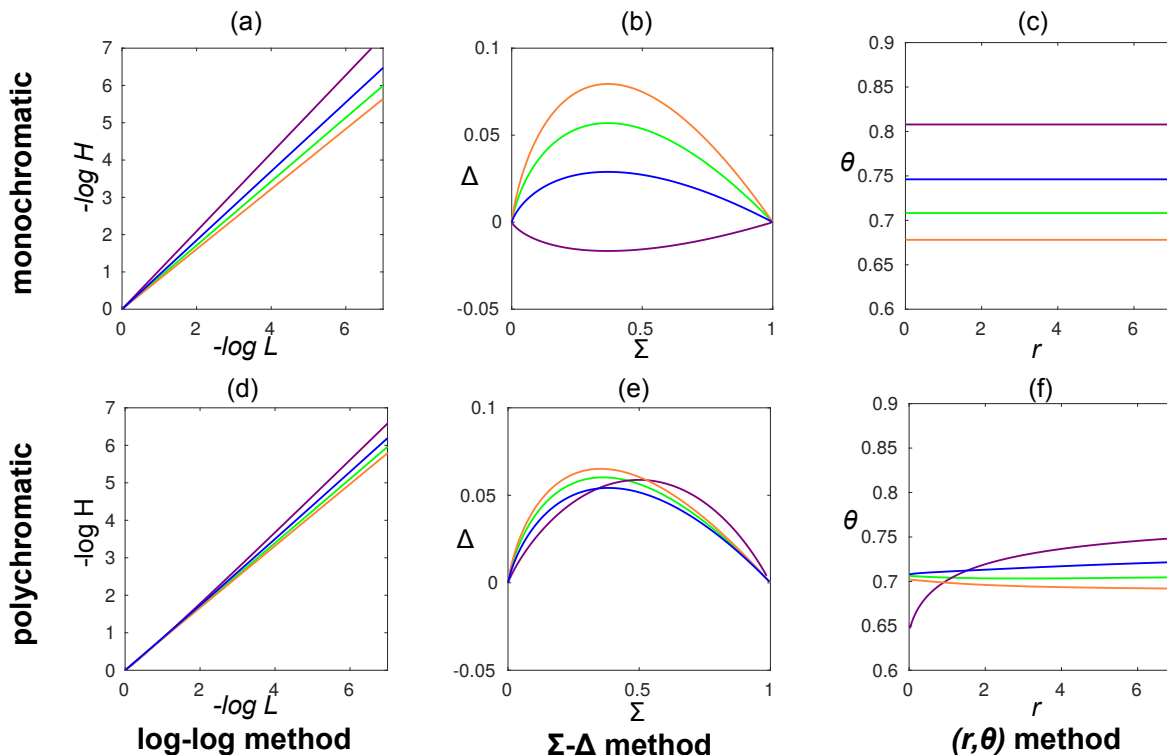 (a) (b) (c)
monochromatic
-log H
7
6
5
4
3
2
1
0
0 2 4 6
-log L
Δ
0.1
0.05
0
-0.05
0 0.5 1
Σ
θ
0.9
0.85
0.8
0.75
0.7
0.65
0.6
0 2 4 6
r
(d) (e) (f)
polychromatic
-log H
7
6
5
4
3
2
1
0
0 2 4 6
-log L
Δ
0.1
0.05
0
-0.05
0 0.5 1
Σ
θ
0.9
0.85
0.8
0.75
0.7
0.65
0.6
0 2 4 6
r
log-log method Σ-Δ method (r,θ) method